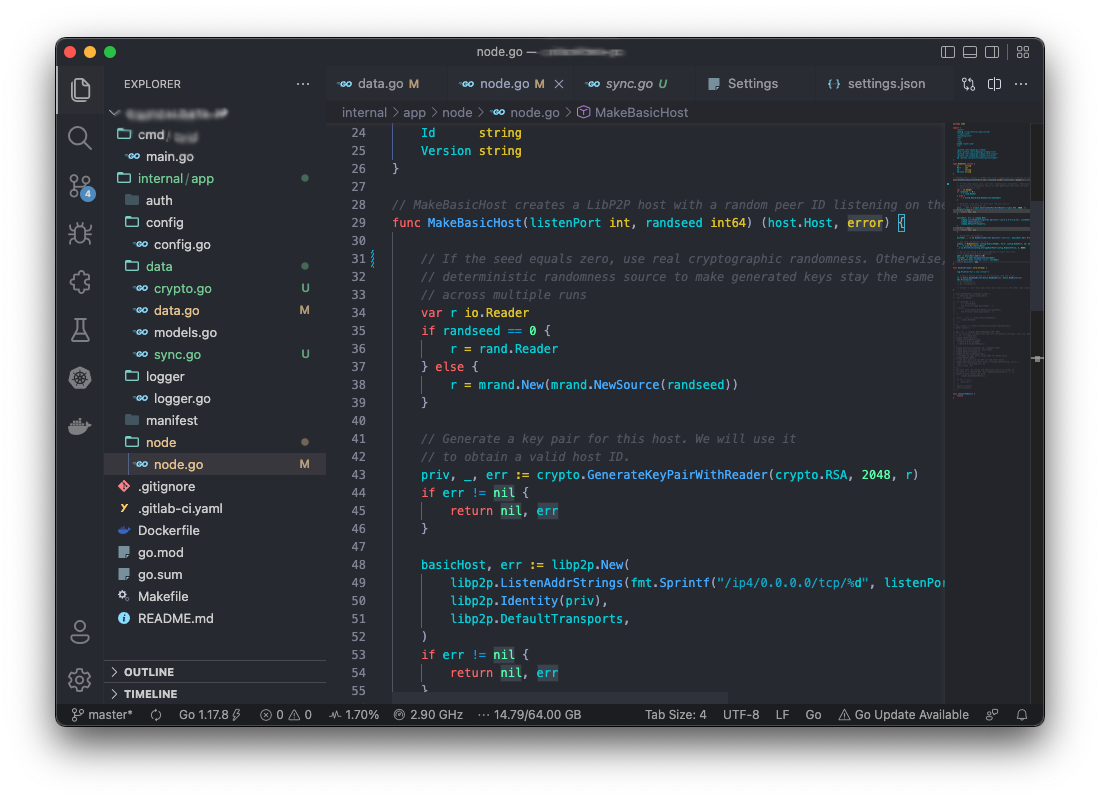 node.go —
EXPLORER
cmd/
main.go
internal/app
auth
config
config.go
data
crypto.go U
data.go M
models.go
sync.go U
logger
logger.go
manifest
node
node.go M
.gitignore
.gitlab-ci.yaml
Dockerfile
go.mod
go.sum
Makefile
README.md
OUTLINE
TIMELINE
4
data.go M node.go M sync.go U Settings settings.json
internal > app > node > node.go > MakeBasicHost
24 Id string
25 Version string
26 }
27
28 // MakeBasicHost creates a LibP2P host with a random peer ID listening on the
29 func MakeBasicHost(listenPort int, randseed int64) (host.Host, error) {
30
31 // If the seed equals zero, use real cryptographic randomness. Otherwise,
32 // deterministic randomness source to make generated keys stay the same
33 // across multiple runs
34 var r io.Reader
35 if randseed == 0 {
36 r = rand.Reader
37 } else {
38 r = mrand.New(mrand.NewSource(randseed))
39 }
40
41 // Generate a key pair for this host. We will use it
42 // to obtain a valid host ID.
43 priv, _, err := crypto.GenerateKeyPairWithReader(crypto.RSA, 2048, r)
44 if err != nil {
45 return nil, err
46 }
47
48 basicHost, err := libp2p.New(
49 libp2p.ListenAddrStrings(fmt.Sprintf("/ip4/0.0.0.0/tcp/%d", listenPor
50 libp2p.Identity(priv),
51 libp2p.DefaultTransports,
52 )
53 if err != nil {
54 return nil, err
55 }
master* Go 1.17.8 0 0 1.70% 2.90 GHz 14.79/64.00 GB Tab Size: 4 UTF-8 LF Go Go Update Available